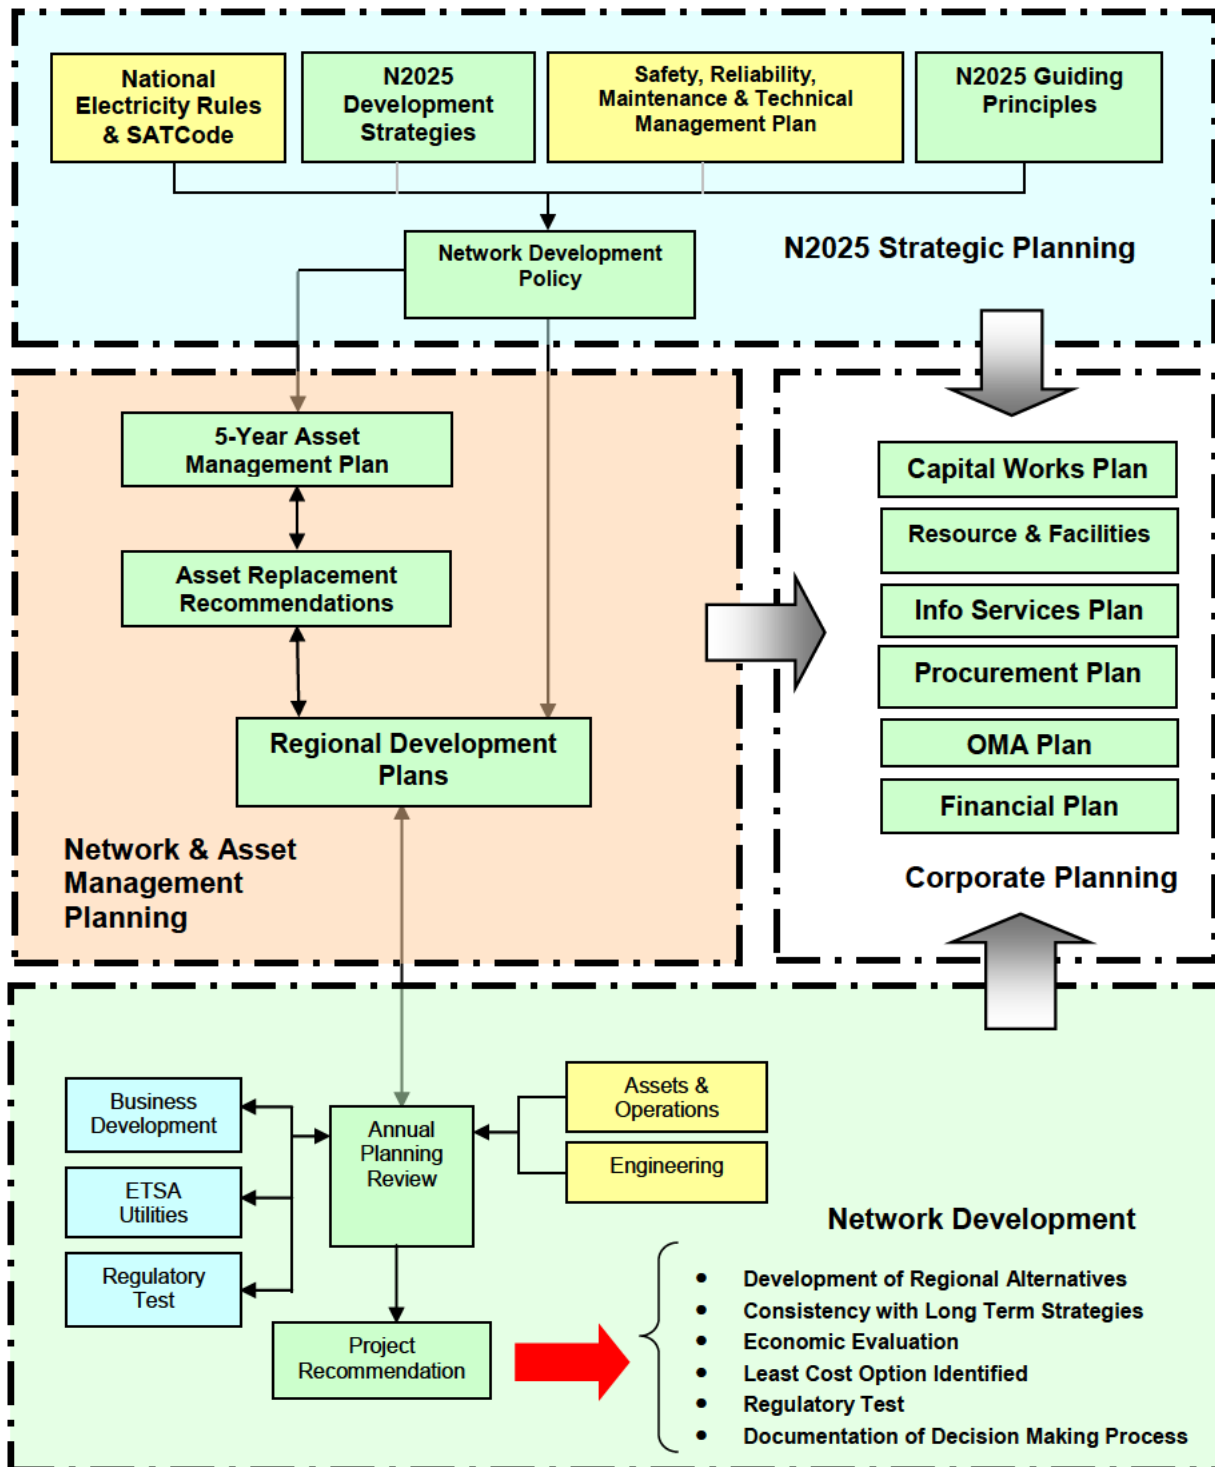 National
Electricity Rules
& SATCode
N2025
Development
Strategies
Safety, Reliability,
Maintenance & Technical
Management Plan
N2025 Guiding
Principles
Network Development
Policy
N2025 Strategic Planning
5-Year Asset
Management Plan
Asset Replacement
Recommendations
Regional Development
Plans
Network & Asset
Management
Planning
Capital Works Plan
Resource & Facilities
Info Services Plan
Procurement Plan
OMA Plan
Financial Plan
Corporate Planning
Business
Development
ETSA
Utilities
Regulatory
Test
Annual
Planning
Review
Assets &
Operations
Engineering
Project
Recommendation
Network Development
• Development of Regional Alternatives
• Consistency with Long Term Strategies
• Economic Evaluation
• Least Cost Option Identified
• Regulatory Test
• Documentation of Decision Making Process